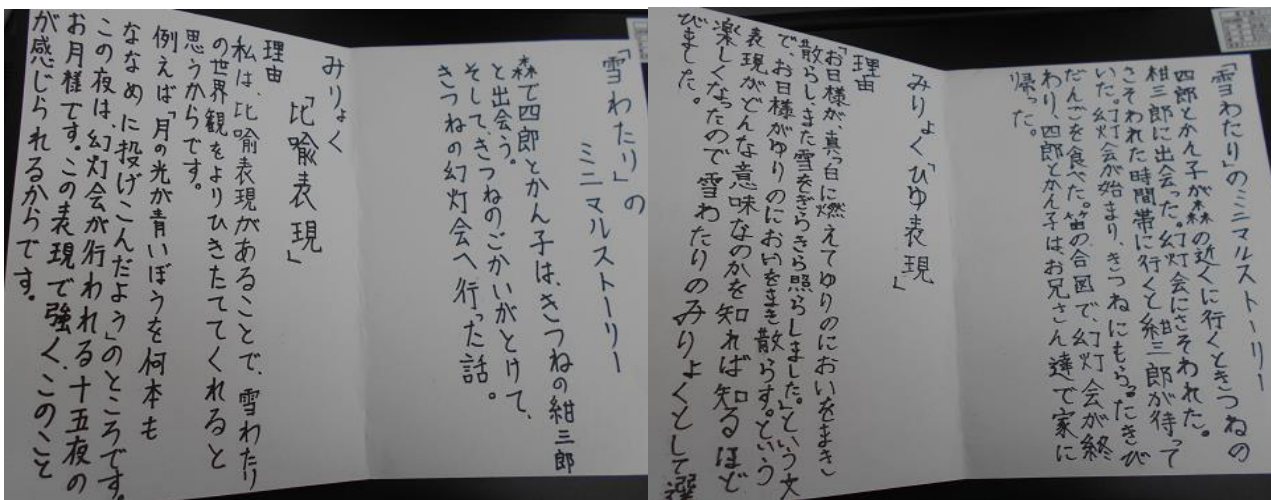 「雪わたり」の
ミニマルストーリー
森で四郎とかん子は、きつねの紺三郎
と出会う。
そして、きつねのごかいがとけて、
きつねの幻灯会へ行った話。
みりょく
「比喩表現」
理由
私は、比喩表現があることで、雪わたり
の世界観をよりひきたててくれると
思うからです。
例えば「月の光が青いぼうを何本も
ななめに投げこんだよう」のところです。
この夜は、幻灯会が行われる十五夜の
お月様です。この表現で強く、このこと
が感じられるからです。
「雪わたり」のミニマルストーリー
四郎とかん子が森の近くに行くときつねの
紺三郎に出会った。幻灯会にさそわれた。
さそわれた時間帯に行くと紺三郎が待って
いた。幻灯会が始まり、きつねにもらったきび
だんごを食べた。笛の合図で、幻灯会が終
わり、四郎とかん子は、お兄さん達で家に
帰った。
みりょく「ひゆ表現」
理由
「お日様が、真っ白に燃えてゆりのにおいをまき
散らし、また雪をぎらぎら照らしました。」という文
で、お日様がゆりのにおいをまき散らす。という
表現がどんな意味なのかを知れば知るほど
楽しくなったので雪わたりのみりょくとして選
びました。